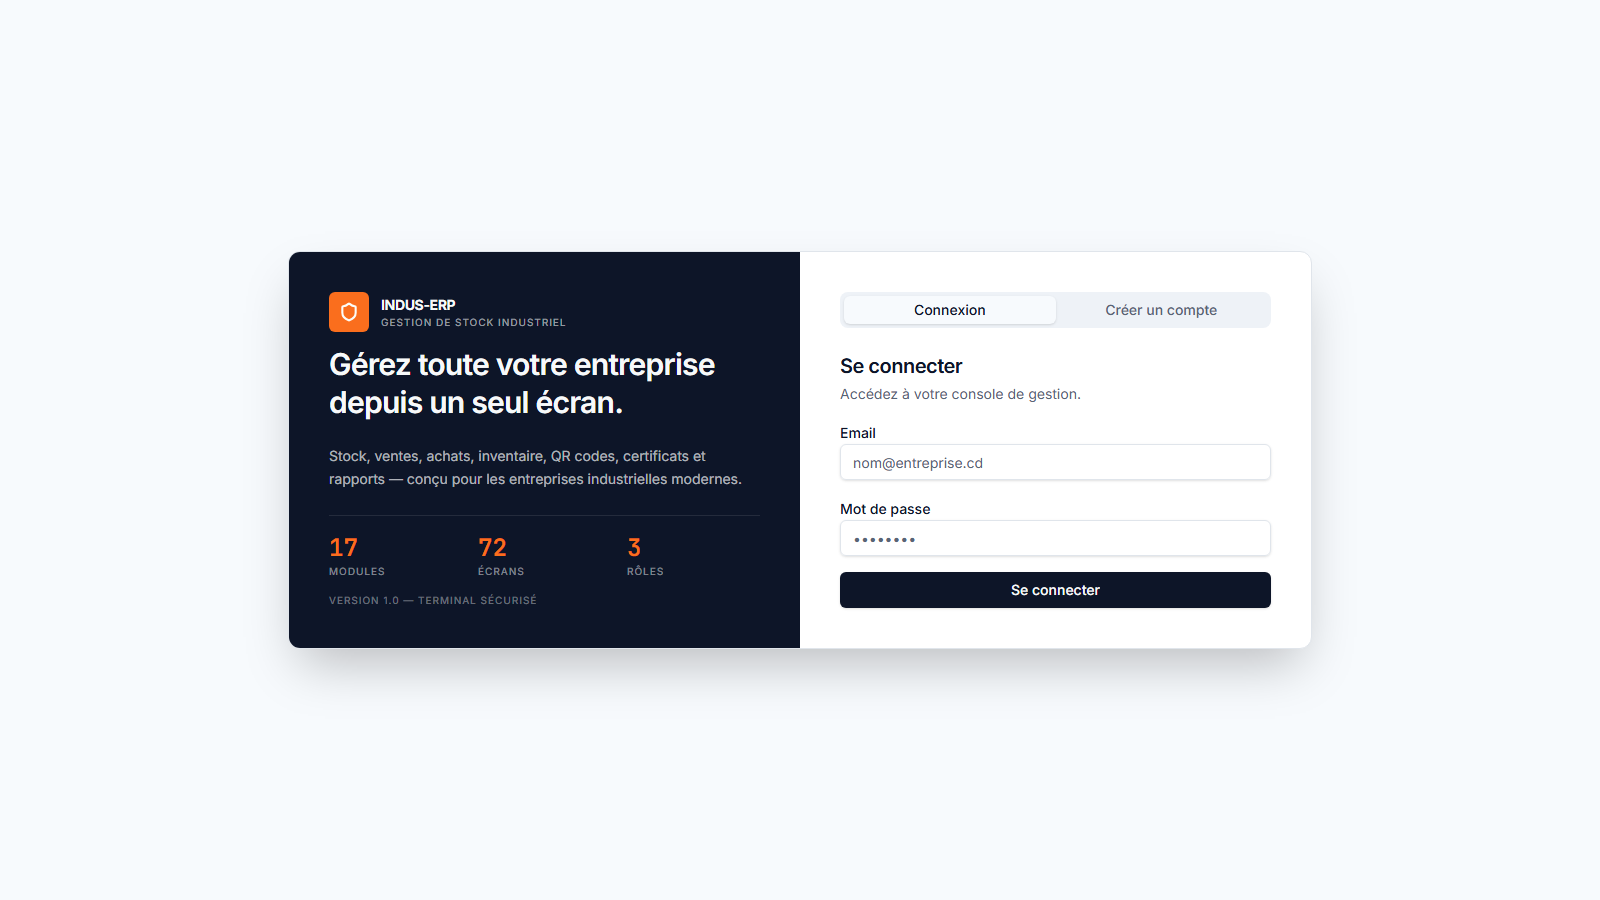 INDUS-ERP
GESTION DE STOCK INDUSTRIEL
Gérez toute votre entreprise
depuis un seul écran.
Stock, ventes, achats, inventaire, QR codes, certificats et
rapports — conçu pour les entreprises industrielles modernes.
17
MODULES
72
ÉCRANS
3
RÔLES
VERSION 1.0 — TERMINAL SÉCURISÉ
Connexion
Créer un compte
Se connecter
Accédez à votre console de gestion.
Email
nom@entreprise.cd
Mot de passe
••••••••
Se connecter